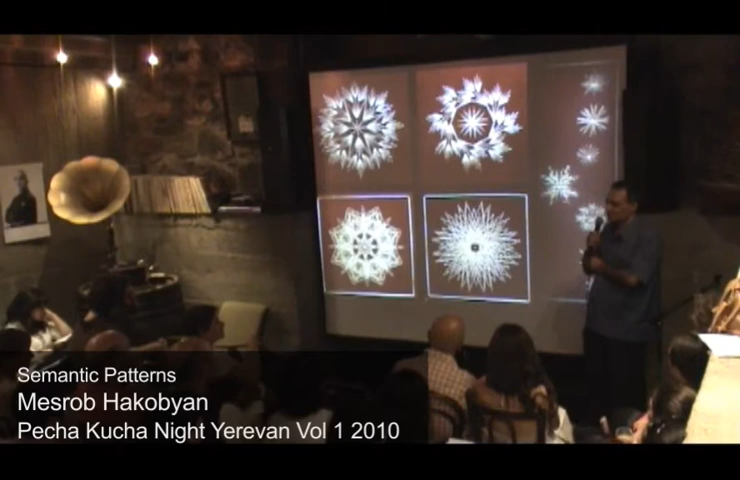 Semantic Patterns
Mesrob Hakobyan
Pecha Kucha Night Yerevan Vol 1 2010